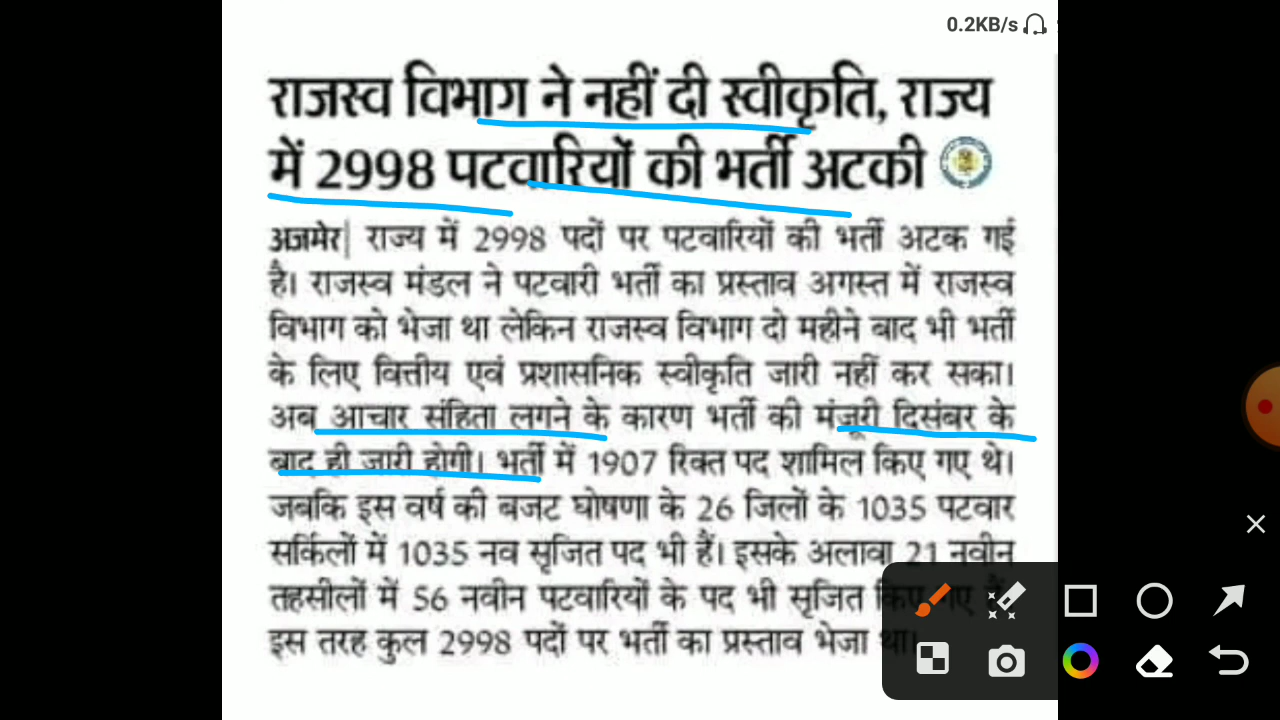 0.2KB/s
राजस्व विभाग ने नहीं दी स्वीकृति, राज्य
में 2998 पटवारियों की भर्ती अटकी
अजमेर| राज्य में 2998 पदों पर पटवारियों की भर्ती अटक गई
है। राजस्व मंडल ने पटवारी भर्ती का प्रस्ताव अगस्त में राजस्व
विभाग को भेजा था लेकिन राजस्व विभाग दो महीने बाद भी भर्ती
के लिए वित्तीय एवं प्रशासनिक स्वीकृति जारी नहीं कर सका।
अब आचार संहिता लगने के कारण भर्ती की मंजूरी दिसंबर के
बाद ही जारी होगी। भर्ती में 1907 रिक्त पद शामिल किए गए थे।
जबकि इस वर्ष की बजट घोषणा के 26 जिलों के 1035 पटवार
सर्किलों में 1035 नव सृजित पद भी हैं। इसके अलावा 21 नवीन
तहसीलों में 56 नवीन पटवारियों के पद भी सृजित किए गए हैं।
इस तरह कुल 2998 पदों पर भर्ती का प्रस्ताव भेजा था।